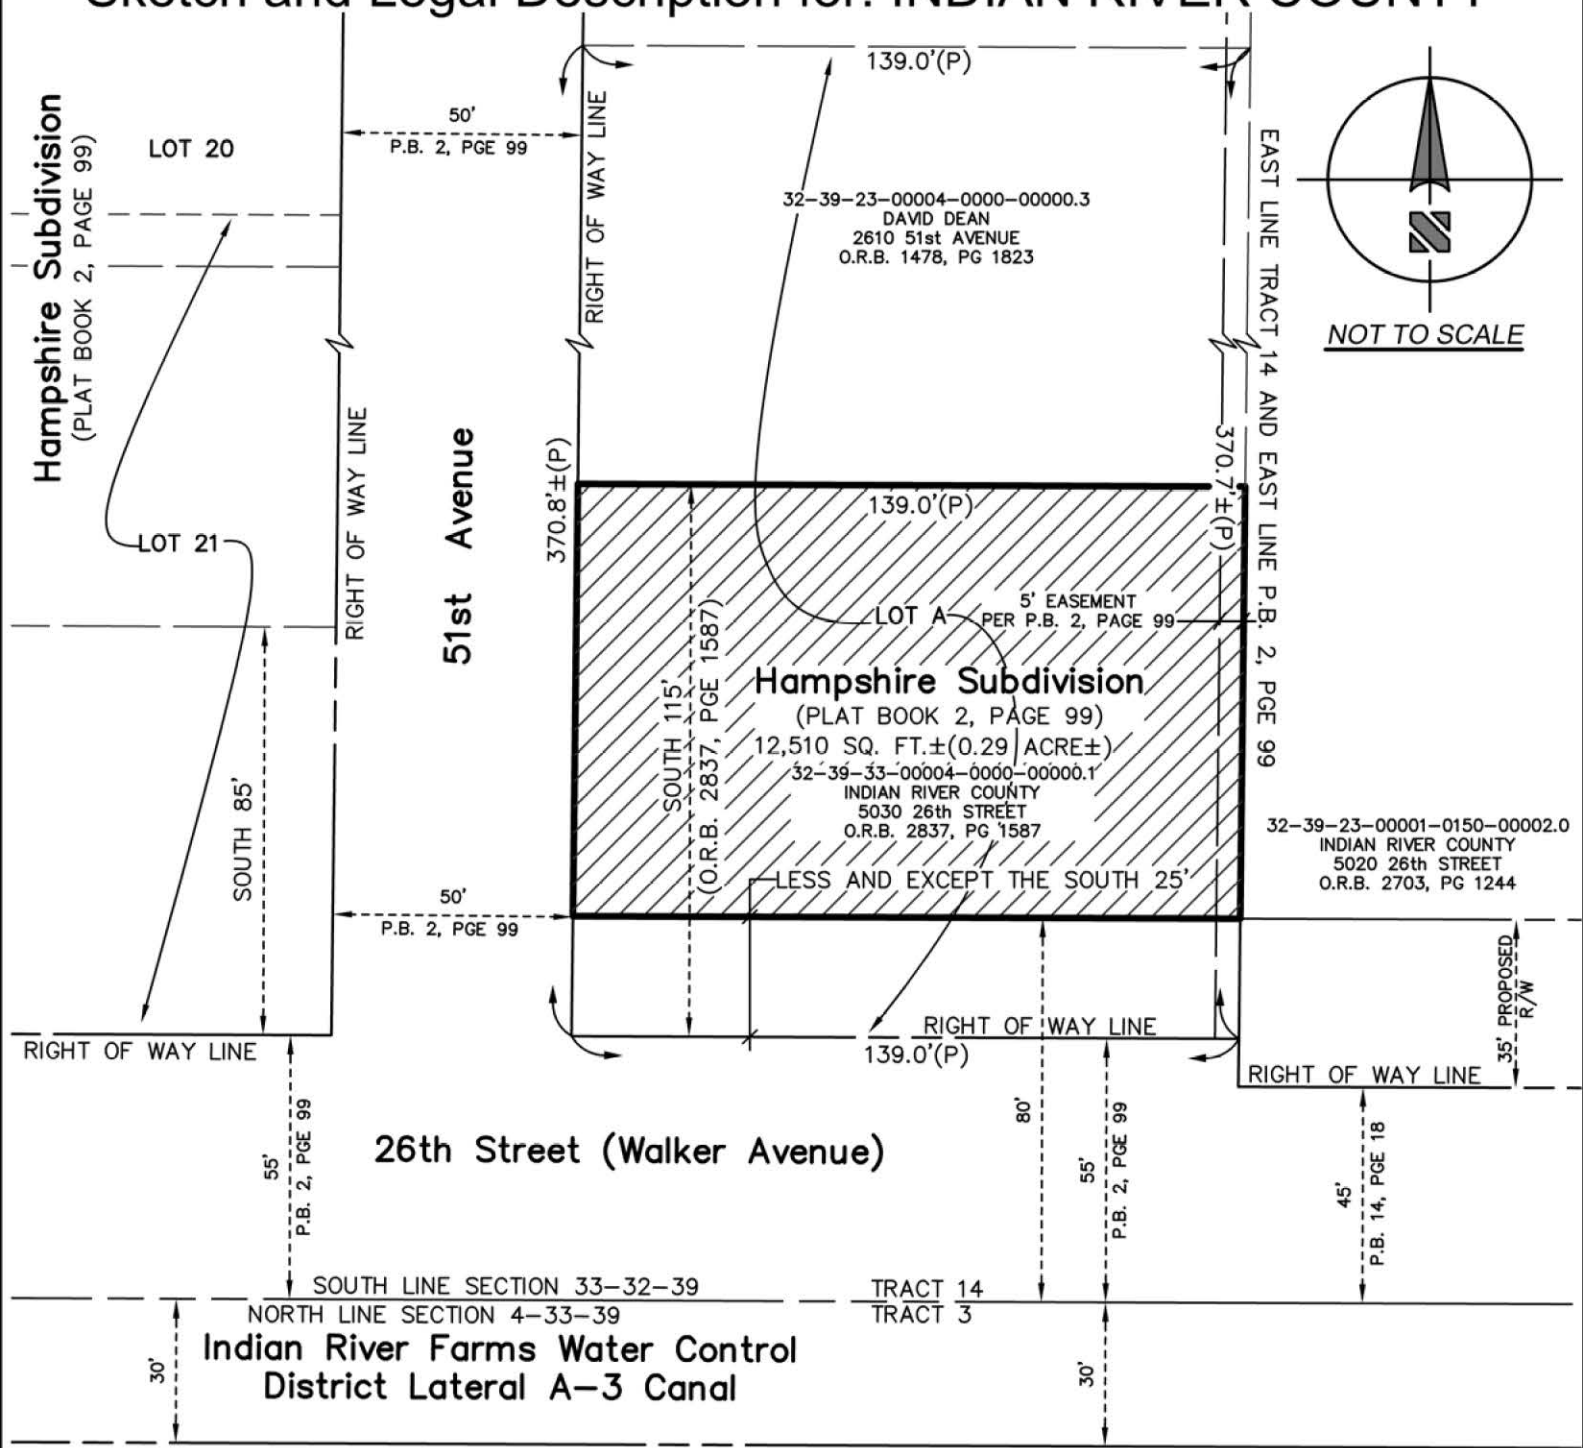 Sketch and Legal Description for: INDIAN RIVER COUNTY
139.0'(P)
50'
P.B. 2, PGE 99
LOT 20
Hampshire Subdivision
(PLAT BOOK 2, PAGE 99)
RIGHT OF WAY LINE
32-39-23-00004-0000-00000.3
DAVID DEAN
2610 51st AVENUE
O.R.B. 1478, PG 1823
EAST LINE TRACT 14 AND EAST LINE P.B. 2, PGE 99
NOT TO SCALE
RIGHT OF WAY LINE
51st Avenue
370.8'±(P)
370.7'±(P)
139.0'(P)
LOT 21
LOT A
5' EASEMENT
PER P.B. 2, PAGE 99
SOUTH 115'
(O.R.B. 2837, PGE 1587)
Hampshire Subdivision
(PLAT BOOK 2, PAGE 99)
12,510 SQ. FT.±(0.29 ACRE±)
32-39-33-00004-0000-00000.1
INDIAN RIVER COUNTY
5030 26th STREET
O.R.B. 2837, PG 1587
LESS AND EXCEPT THE SOUTH 25'
SOUTH 85'
50'
P.B. 2, PGE 99
32-39-23-00001-0150-00002.0
INDIAN RIVER COUNTY
5020 26th STREET
O.R.B. 2703, PG 1244
35' PROPOSED
R/W
RIGHT OF WAY LINE
RIGHT OF WAY LINE
139.0'(P)
RIGHT OF WAY LINE
55'
P.B. 2, PGE 99
26th Street (Walker Avenue)
80'
55'
P.B. 2, PGE 99
45'
P.B. 14, PGE 18
SOUTH LINE SECTION 33-32-39
TRACT 14
NORTH LINE SECTION 4-33-39
TRACT 3
30'
Indian River Farms Water Control
District Lateral A-3 Canal
30'